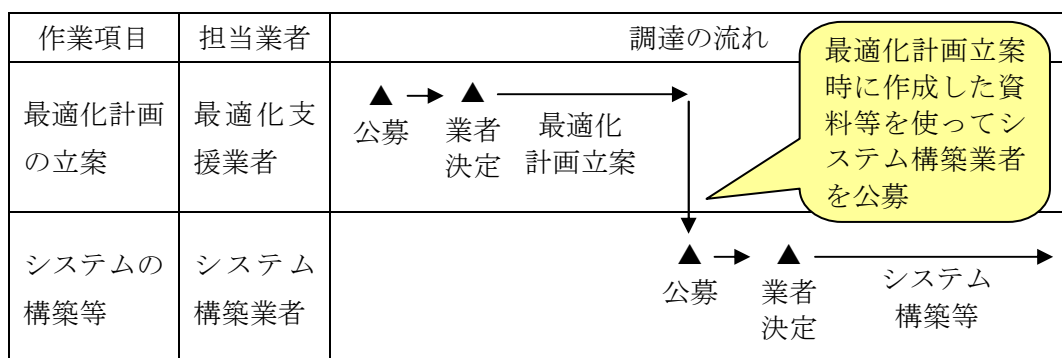 作業項目
担当業者
調達の流れ
最適化計画
の立案
最適化支
援業者
▲ → ▲
公募
業者
決定
最適化
計画立案
最適化計画立案
時に作成した資
料等を使ってシ
ステム構築業者
を公募
システムの
構築等
システム
構築業者
▲ → ▲
公募
業者
決定
システム
構築等